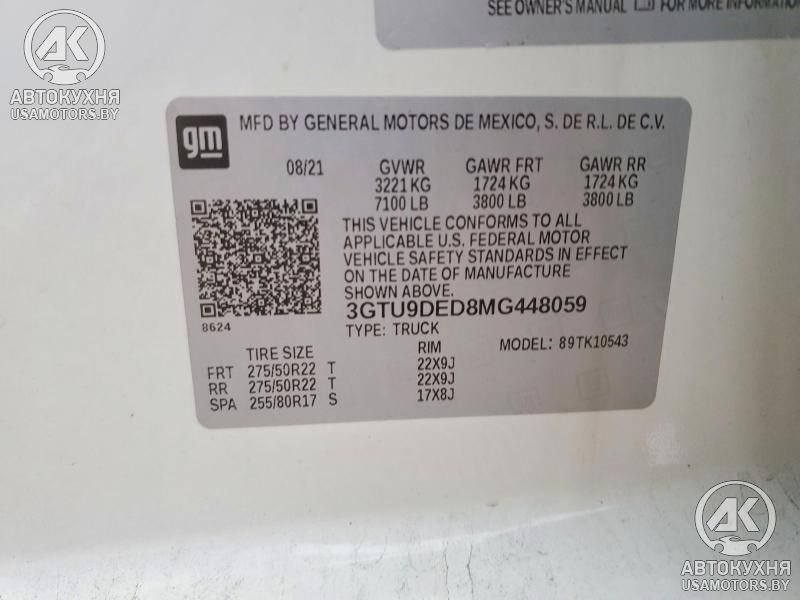 SEE OWNER'S MANUAL FOR MORE INFORMATION
AK
АВТОКУХНЯ
USAMOTORS.BY
gm
MFD BY GENERAL MOTORS DE MEXICO, S. DE R.L. DE C.V.
08/21 GVWR GAWR FRT GAWR RR
3221 KG 1724 KG 1724 KG
7100 LB 3800 LB 3800 LB
THIS VEHICLE CONFORMS TO ALL
APPLICABLE U.S. FEDERAL MOTOR
VEHICLE SAFETY STANDARDS IN EFFECT
ON THE DATE OF MANUFACTURE
SHOWN ABOVE.
3GTU9DED8MG448059
8624
TYPE: TRUCK
MODEL: 89TK10543
TIRE SIZE RIM
FRT 275/50R22 T 22X9J
RR 275/50R22 T 22X9J
SPA 255/80R17 S 17X8J
AK
АВТОКУХНЯ
USAMOTORS.BY